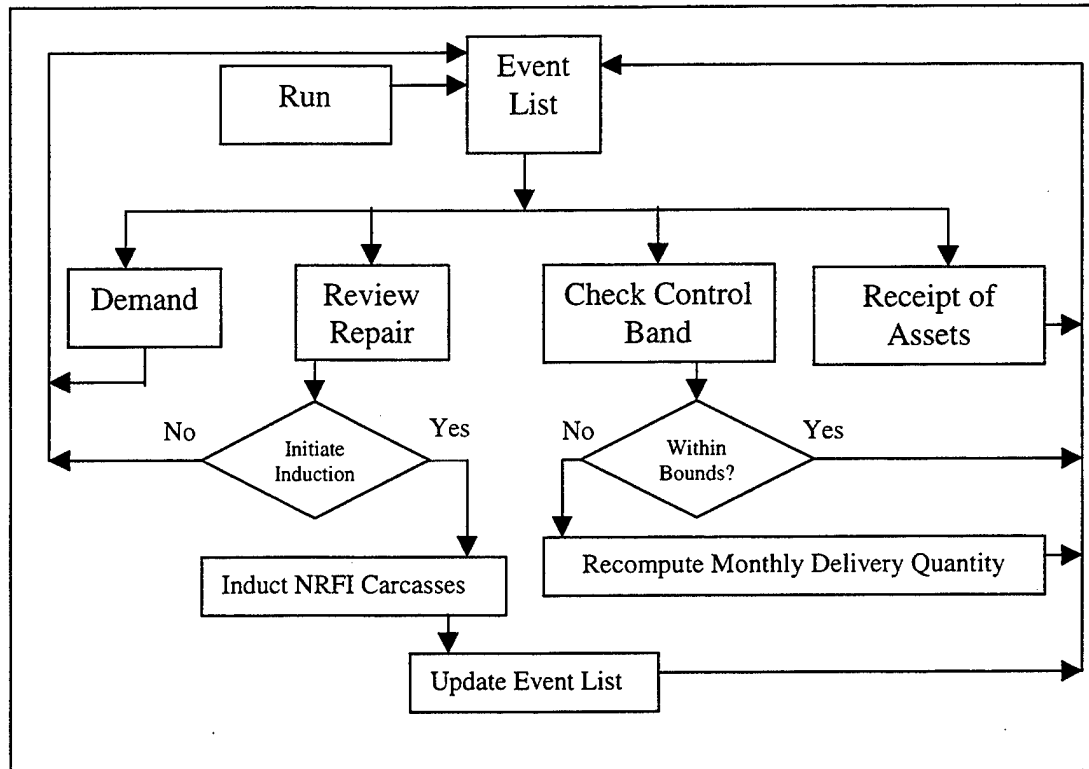 Event
List
Run
Demand
Review
Repair
Check Control
Band
Receipt of
Assets
No
Initiate
Induction
Yes
No
Within
Bounds?
Yes
Induct NRFI Carcasses
Recompute Monthly Delivery Quantity
Update Event List